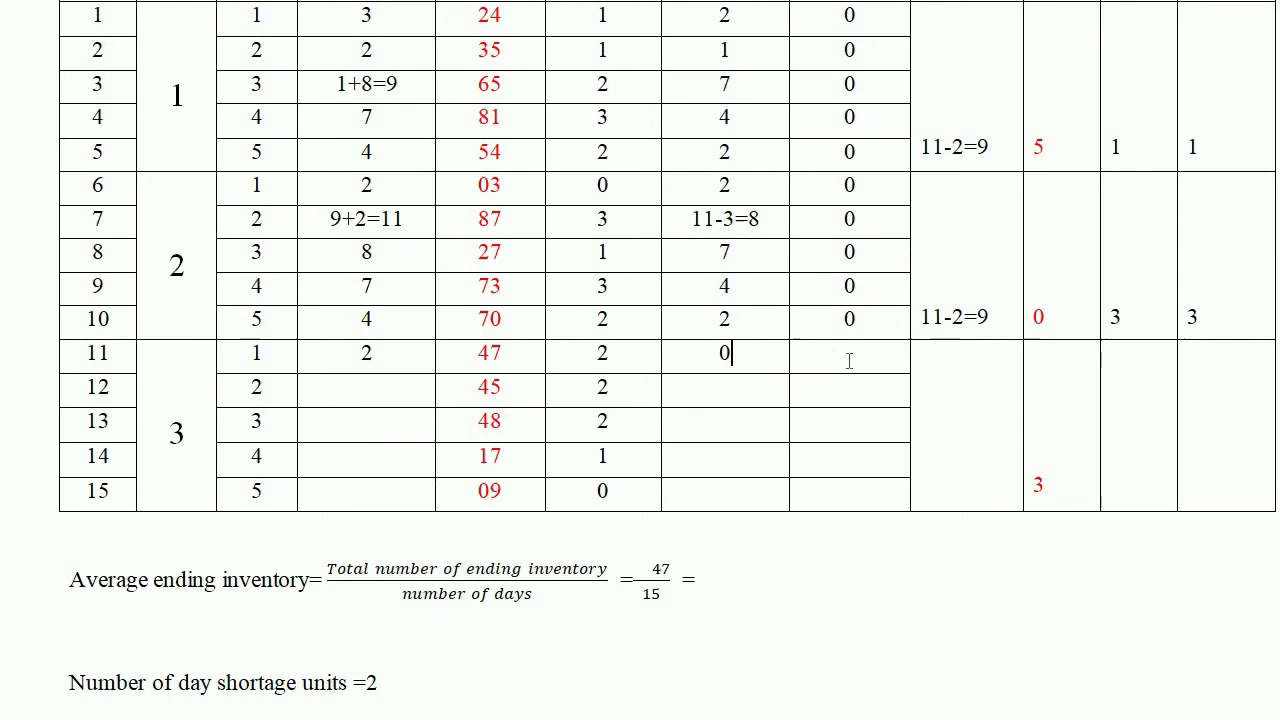 1 1 1 3 24 1 2 0
2 2 2 35 1 1 0
3 3 1+8=9 65 2 7 0
4 4 7 81 3 4 0
5 5 4 54 2 2 0 11-2=9 5 1 1
6 2 1 2 03 0 2 0
7 2 9+2=11 87 3 11-3=8 0
8 3 8 27 1 7 0
9 4 7 73 3 4 0
10 5 4 70 2 2 0 11-2=9 0 3 3
11 3 1 2 47 2 0
12 2 45 2
13 3 48 2
14 4 17 1
15 5 09 0 3
Average ending inventory= Total number of ending inventory / number of days = 47 / 15 =
Number of day shortage units =2